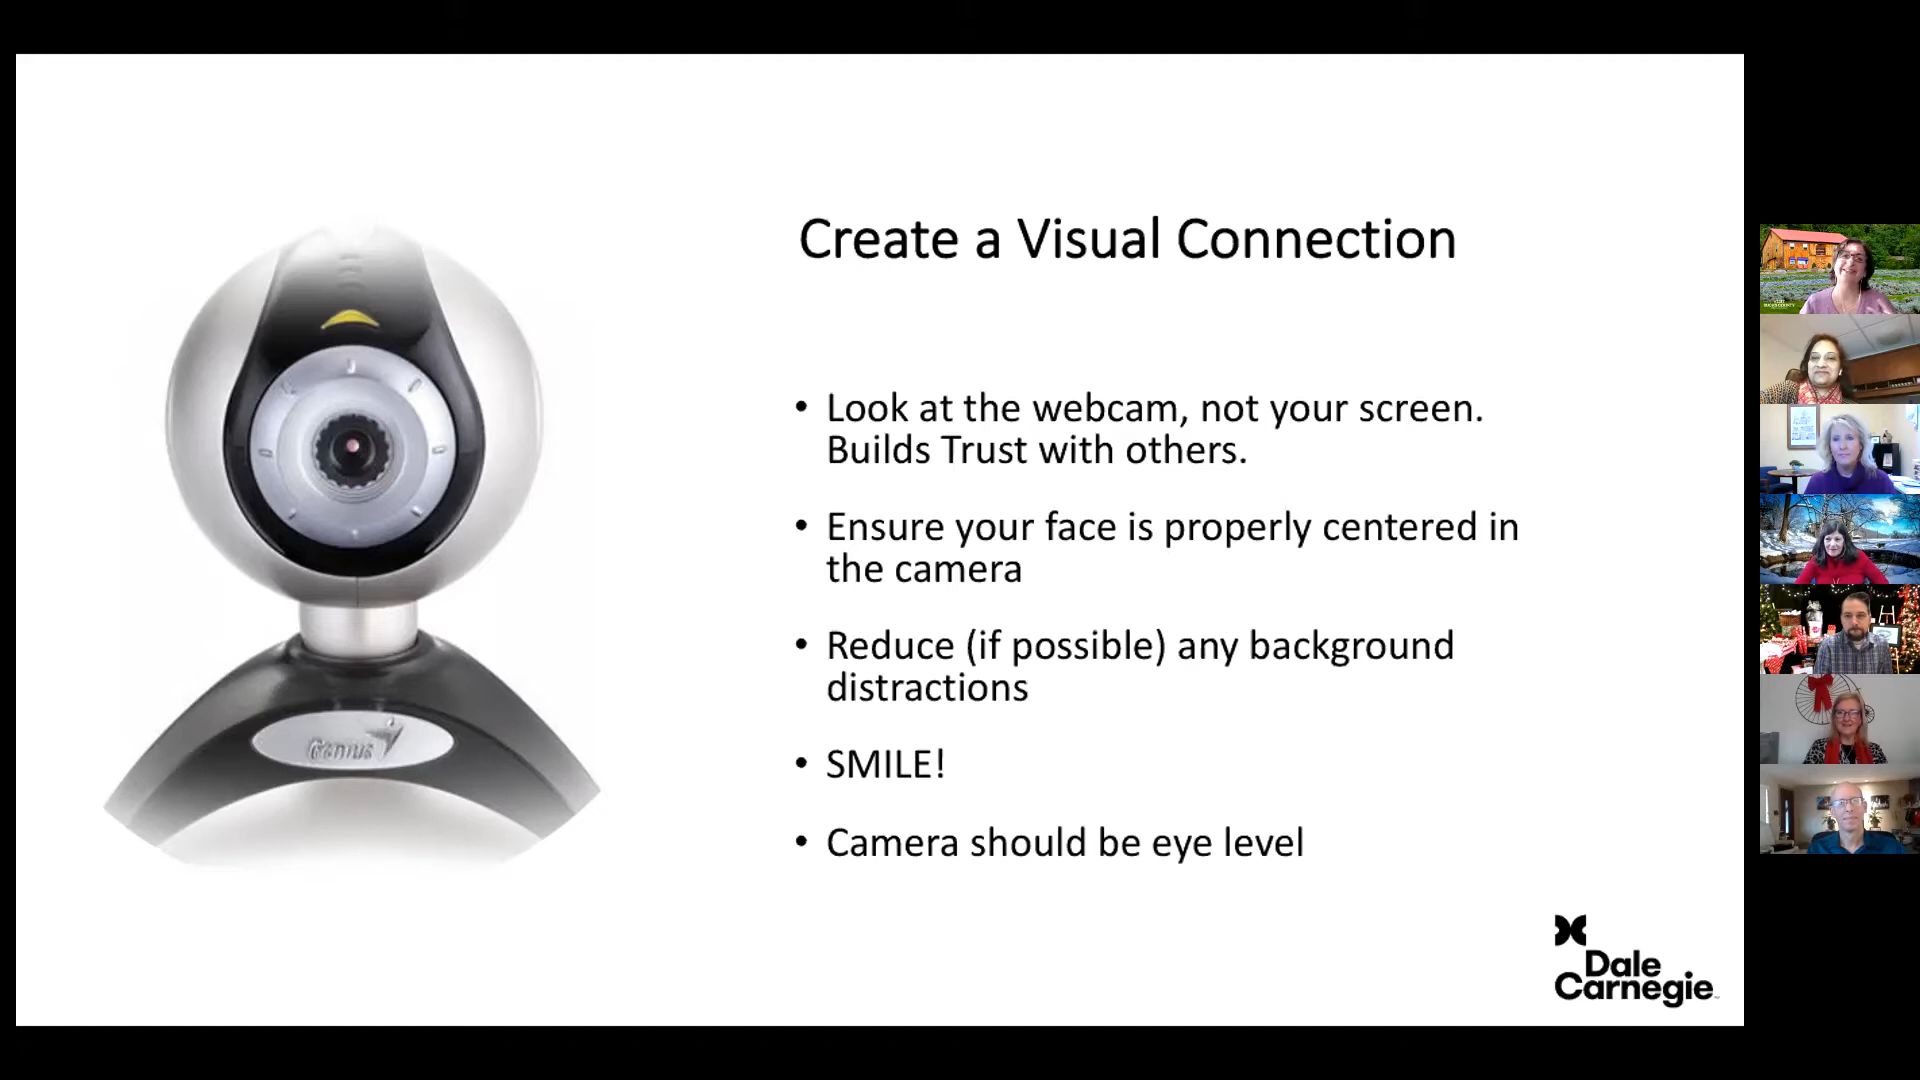 Create a Visual Connection
• Look at the webcam, not your screen.
Builds Trust with others.
• Ensure your face is properly centered in
the camera
• Reduce (if possible) any background
distractions
• SMILE!
• Camera should be eye level
Genius
Dale
Carnegie